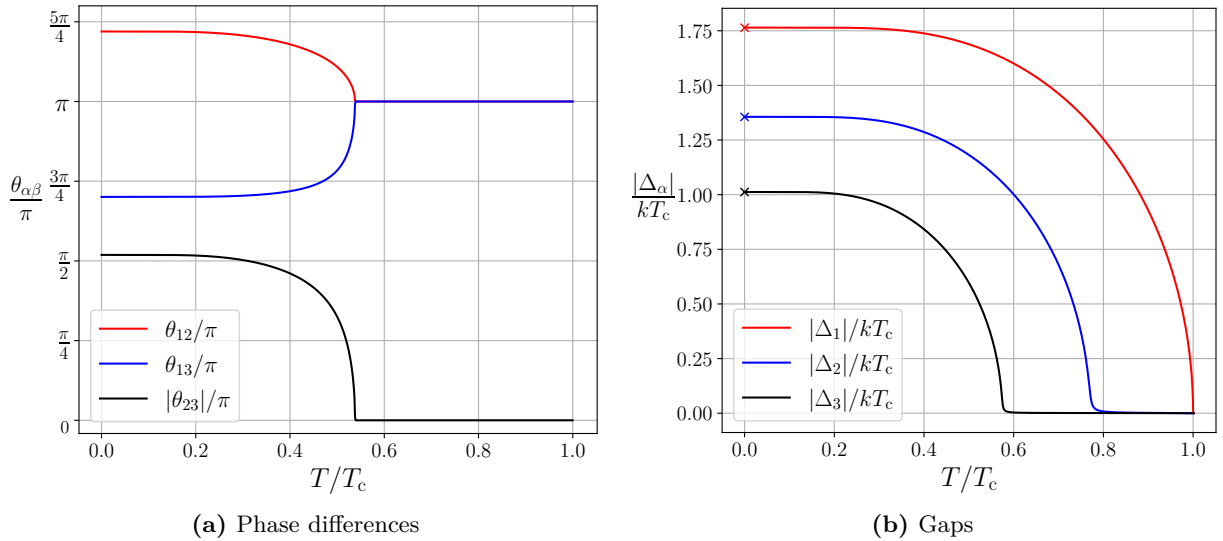 5π/4
π
3π/4
π/2
π/4
0
θ_αβ/π
0.0 0.2 0.4 0.6 0.8 1.0
T/T_c
θ_12/π
θ_13/π
|θ_23|/π
(a) Phase differences
1.75
1.50
1.25
1.00
0.75
0.50
0.25
0.00
|Δ_α|/kT_c
0.0 0.2 0.4 0.6 0.8 1.0
T/T_c
|Δ_1|/kT_c
|Δ_2|/kT_c
|Δ_3|/kT_c
(b) Gaps